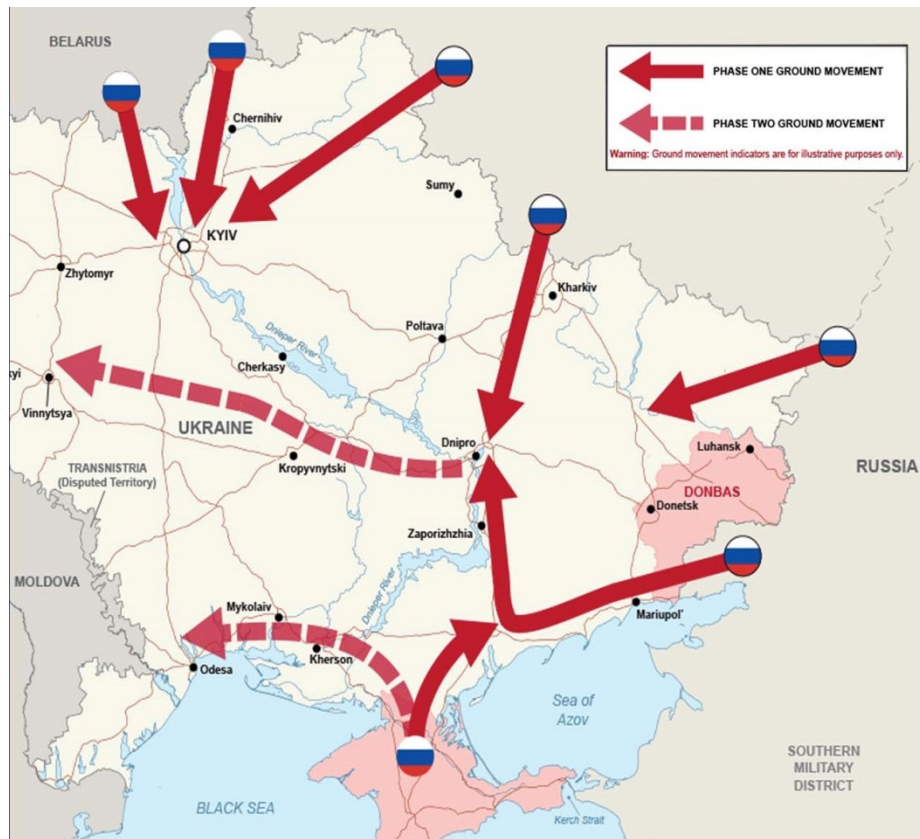 BELARUS
PHASE ONE GROUND MOVEMENT
PHASE TWO GROUND MOVEMENT
Warning: Ground movement indicators are for illustrative purposes only.
Chernihiv
Sumy
KYIV
Zhytomyr
Kharkiv
Dnieper River
Poltava
Cherkasy
kyi
Vinnytsya
UKRAINE
Dnipro
Luhansk
Kropyvnytski
RUSSIA
TRANSNISTRIA
(Disputed Territory)
DONBAS
Donetsk
Zaporizhzhia
MOLDOVA
Dnieper River
Mykolaiv
Mariupol'
Kherson
Odesa
Sea of
Azov
SOUTHERN
MILITARY
DISTRICT
BLACK SEA
Kerch Strait